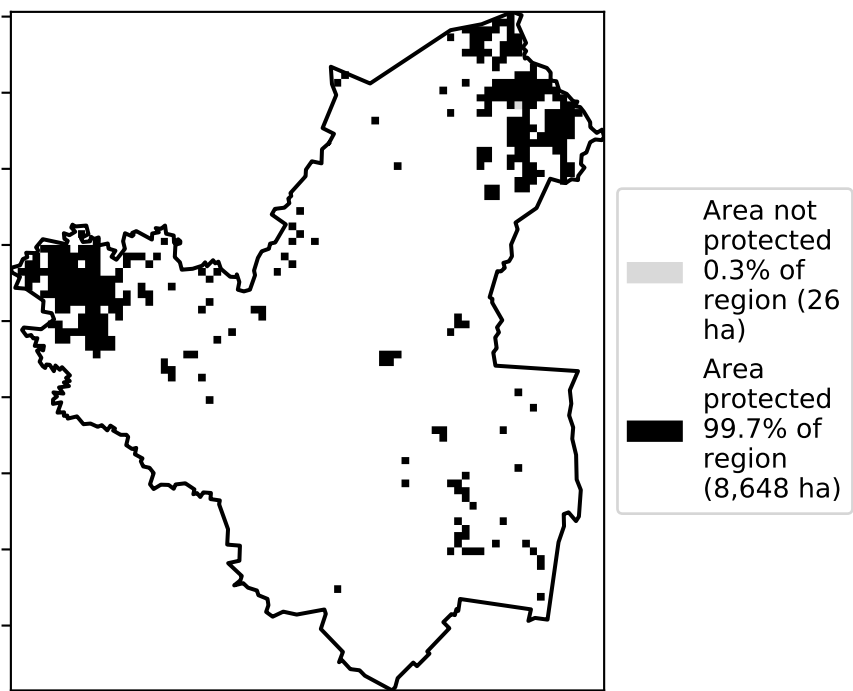 Area not
protected
0.3% of
region (26
ha)
Area
protected
99.7% of
region
(8,648 ha)